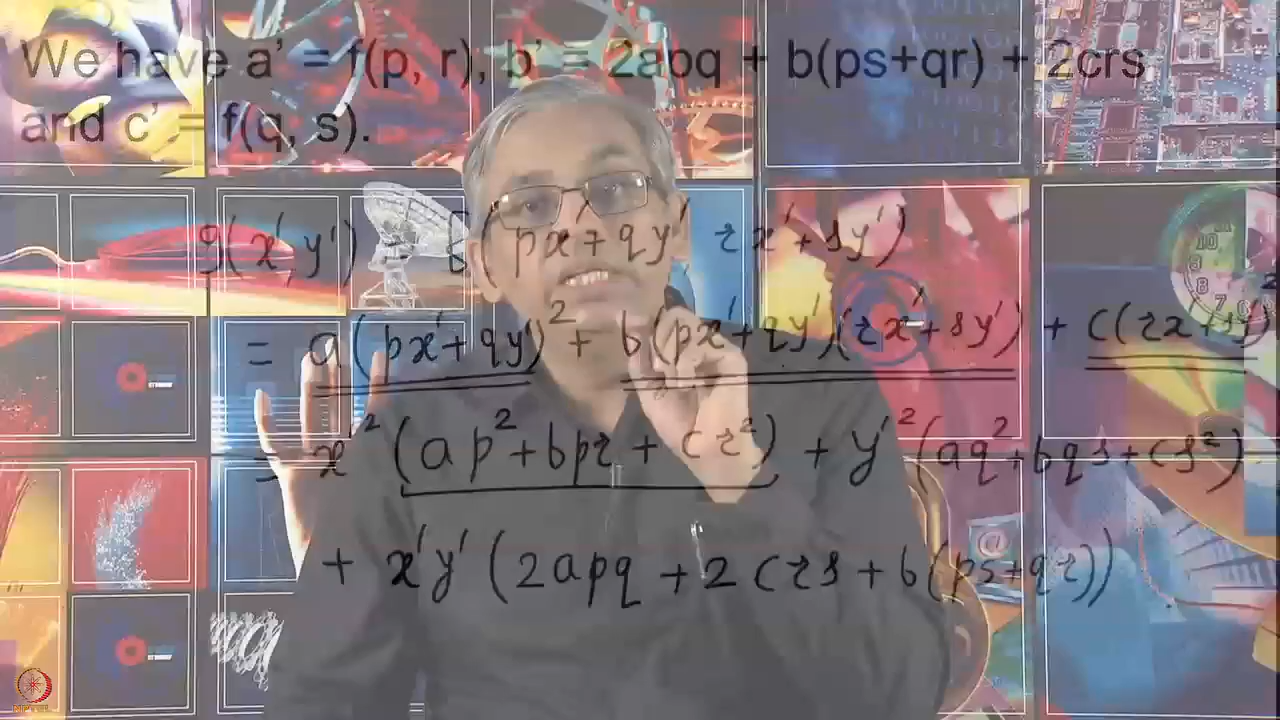 We have a' = f(p, r), b' = 2apq + b(ps+qr) + 2crs
and c' = f(q, s).
g(x', y') = f(px'+qy', rx'+sy')
= a(px'+qy')² + b(px'+qy')(rx'+sy') + c(rx'+sy')²
= x'²(ap²+bpr+cr²) + y'²(aq²+bqs+cs²)
+ x'y'(2apq+2crs+b(ps+qr))
NPTEL